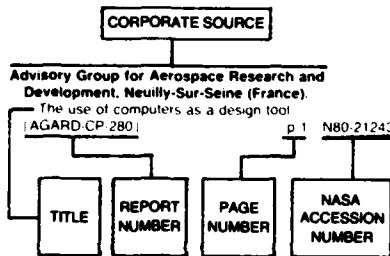 CORPORATE SOURCE
Advisory Group for Aerospace Research and
Development, Neuilly-Sur-Seine (France).
The use of computers as a design tool
[AGARD-CP-280] p 1 N80-21243
TITLE
REPORT
NUMBER
PAGE
NUMBER
NASA
ACCESSION
NUMBER